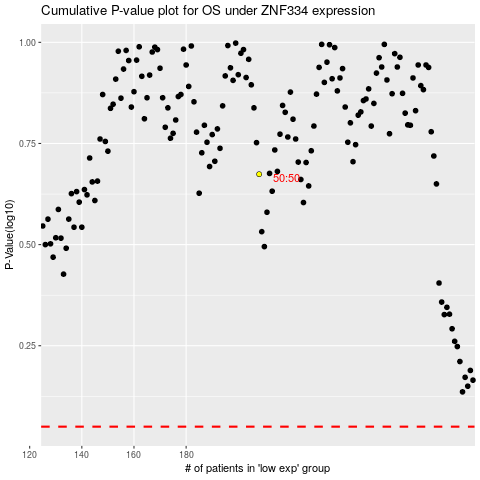 Cumulative P-value plot for OS under ZNF334 expression
P-Value(log10)
1.00
0.75
0.50
0.25
50:50
120 140 160 180
# of patients in 'low exp' group